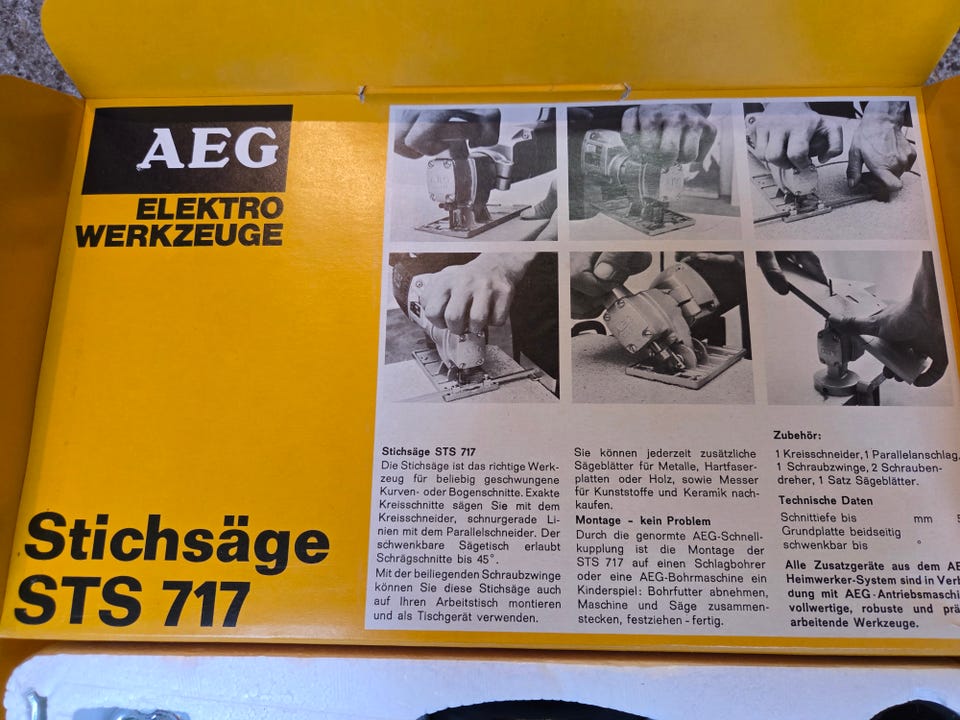 AEG
ELEKTRO
WERKZEUGE
Stichsäge
STS 717
Stichsäge STS 717
Die Stichsäge ist das richtige Werk-
zeug für beliebig geschwungene
Kurven- oder Bogenschnitte. Exakte
Kreisschnitte sägen Sie mit dem
Kreisschneider, schnurgerade Li-
nien mit dem Parallelschneider. Der
schwenkbare Sägetisch erlaubt
Schrägschnitte bis 45°.
Mit der beiliegenden Schraubzwinge
können Sie diese Stichsäge auch
auf Ihren Arbeitstisch montieren
und als Tischgerät verwenden.
Sie können jederzeit zusätzliche
Sägeblätter für Metalle, Hartfaser-
platten oder Holz, sowie Messer
für Kunststoffe und Keramik nach-
kaufen.
Montage - kein Problem
Durch die genormte AEG-Schnell-
kupplung ist die Montage der
STS 717 auf einen Schlagbohrer
oder eine AEG-Bohrmaschine ein
Kinderspiel: Bohrfutter abnehmen,
Maschine und Säge zusammen-
stecken, festziehen - fertig.
Zubehör:
1 Kreisschneider, 1 Parallelanschlag,
1 Schraubzwinge, 2 Schrauben-
dreher, 1 Satz Sägeblätter.
Technische Daten
Schnittiefe bis mm
Grundplatte beidseitig
schwenkbar bis °
Alle Zusatzgeräte aus dem
Heimwerker-System sind in
dung mit
vollwertige, robuste und
arbeitende Werkzeuge.